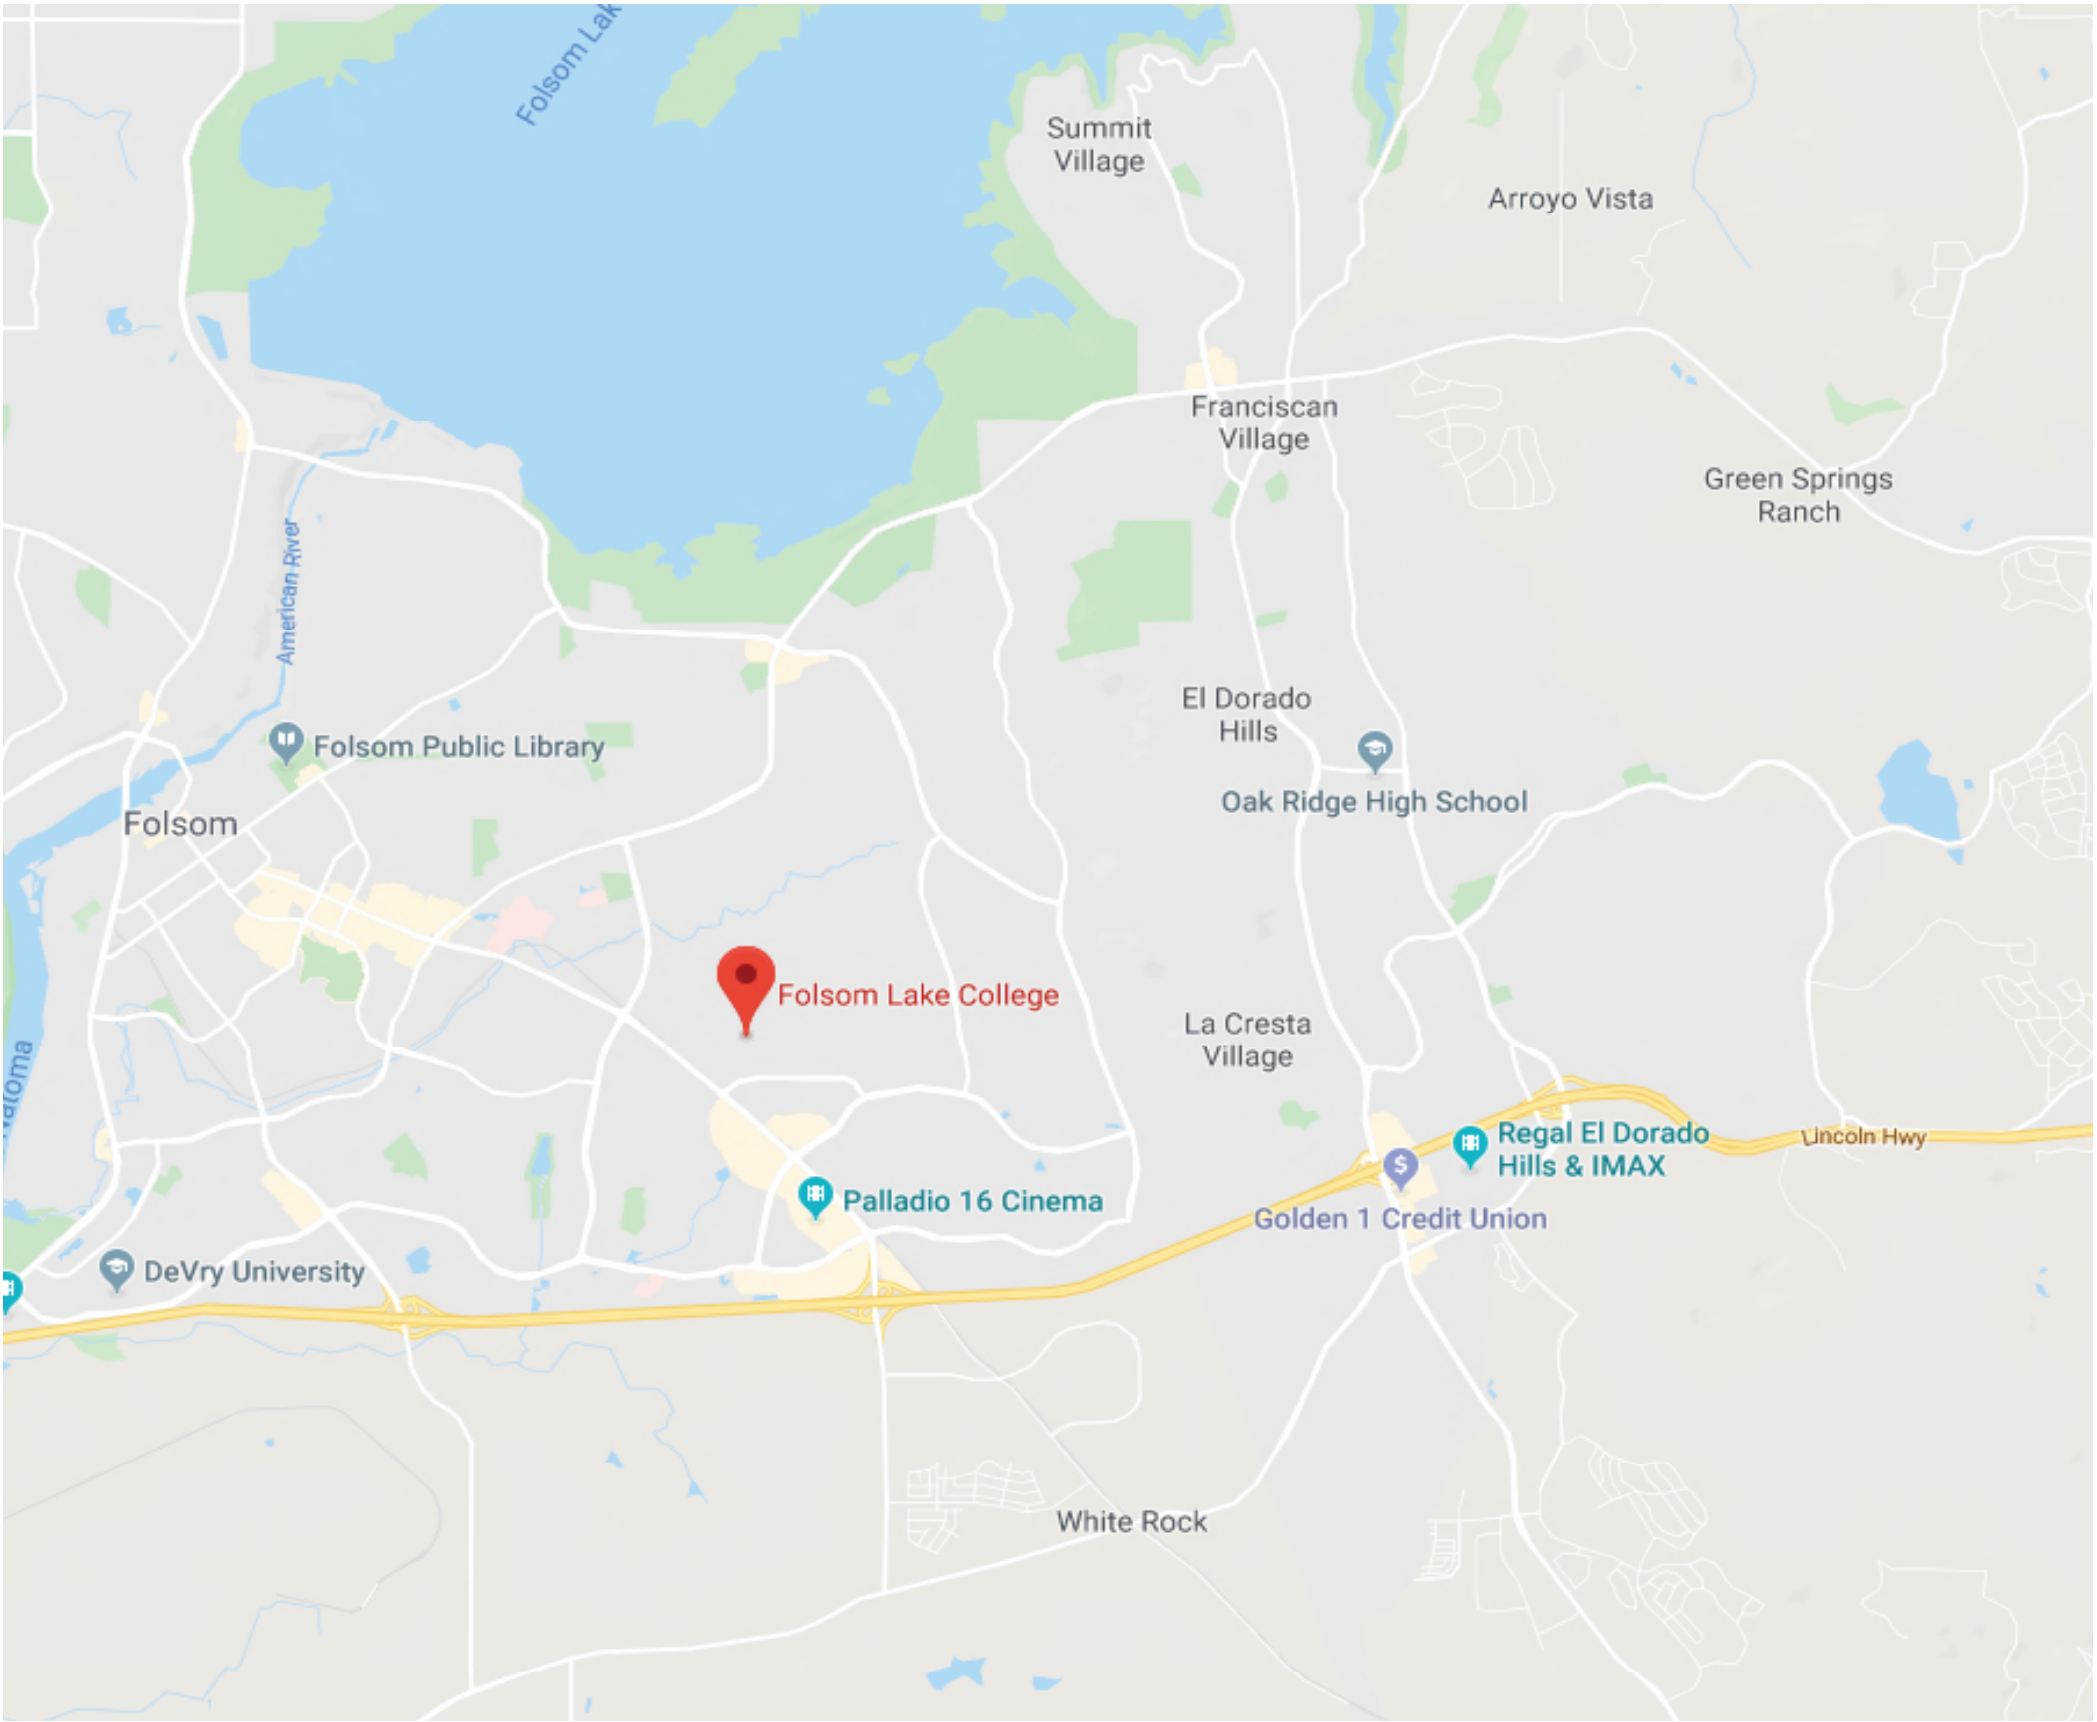 Folsom Lak
Summit
Village
Arroyo Vista
Franciscan
Village
Green Springs
Ranch
American River
El Dorado
Hills
Folsom Public Library
Oak Ridge High School
Folsom
Folsom Lake College
La Cresta
Village
Natoma
Regal El Dorado
Hills & IMAX
Lincoln Hwy
$
Palladio 16 Cinema
Golden 1 Credit Union
DeVry University
White Rock